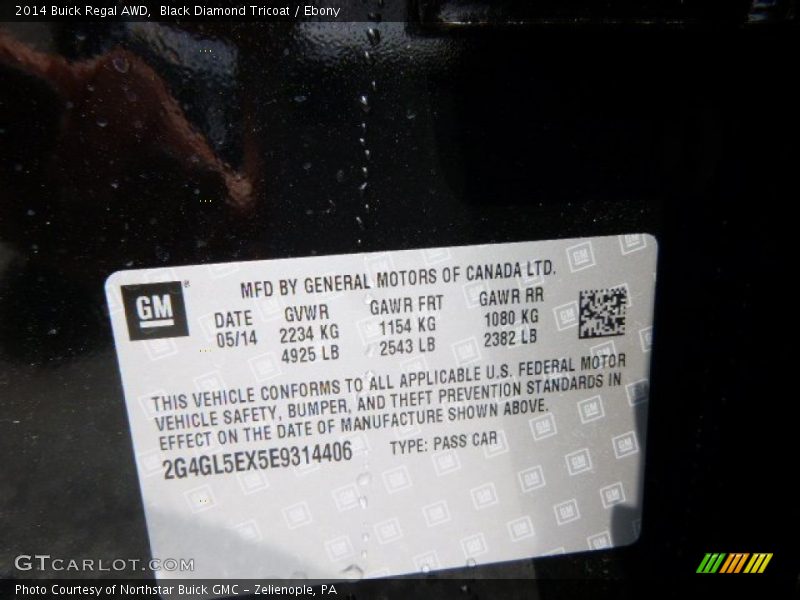 2014 Buick Regal AWD,  Black Diamond Tricoat / Ebony
GM®
MFD BY GENERAL MOTORS OF CANADA LTD.
DATE GVWR GAWR FRT GAWR RR
05/14 2234 KG 1154 KG 1080 KG
4925 LB 2543 LB 2382 LB
THIS VEHICLE CONFORMS TO ALL APPLICABLE U.S. FEDERAL MOTOR
VEHICLE SAFETY, BUMPER, AND THEFT PREVENTION STANDARDS IN
EFFECT ON THE DATE OF MANUFACTURE SHOWN ABOVE.
2G4GL5EX5E9314406 TYPE: PASS CAR
GTCARLOT.COM
Photo Courtesy of Northstar Buick GMC - Zelienople, PA